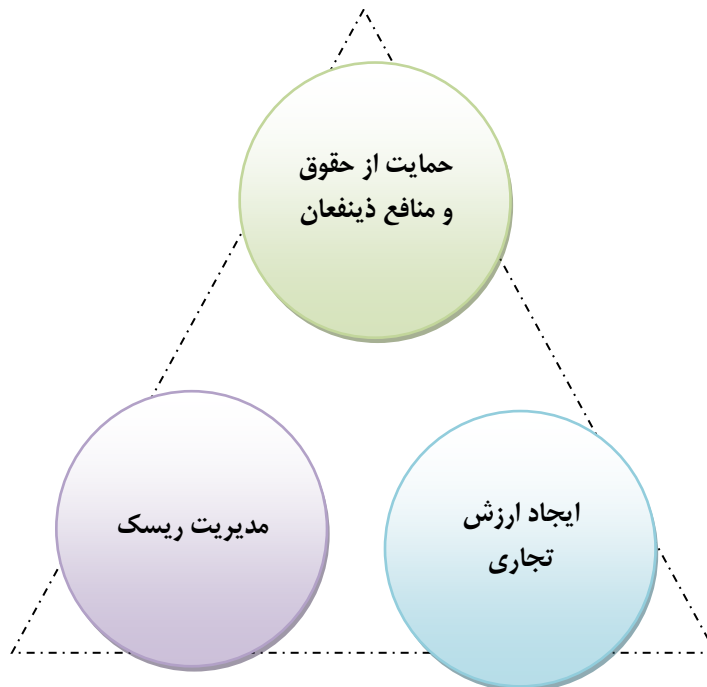 حمایت از حقوق
و منافع ذینفعان
مدیریت ریسک
ایجاد ارزش
تجاری